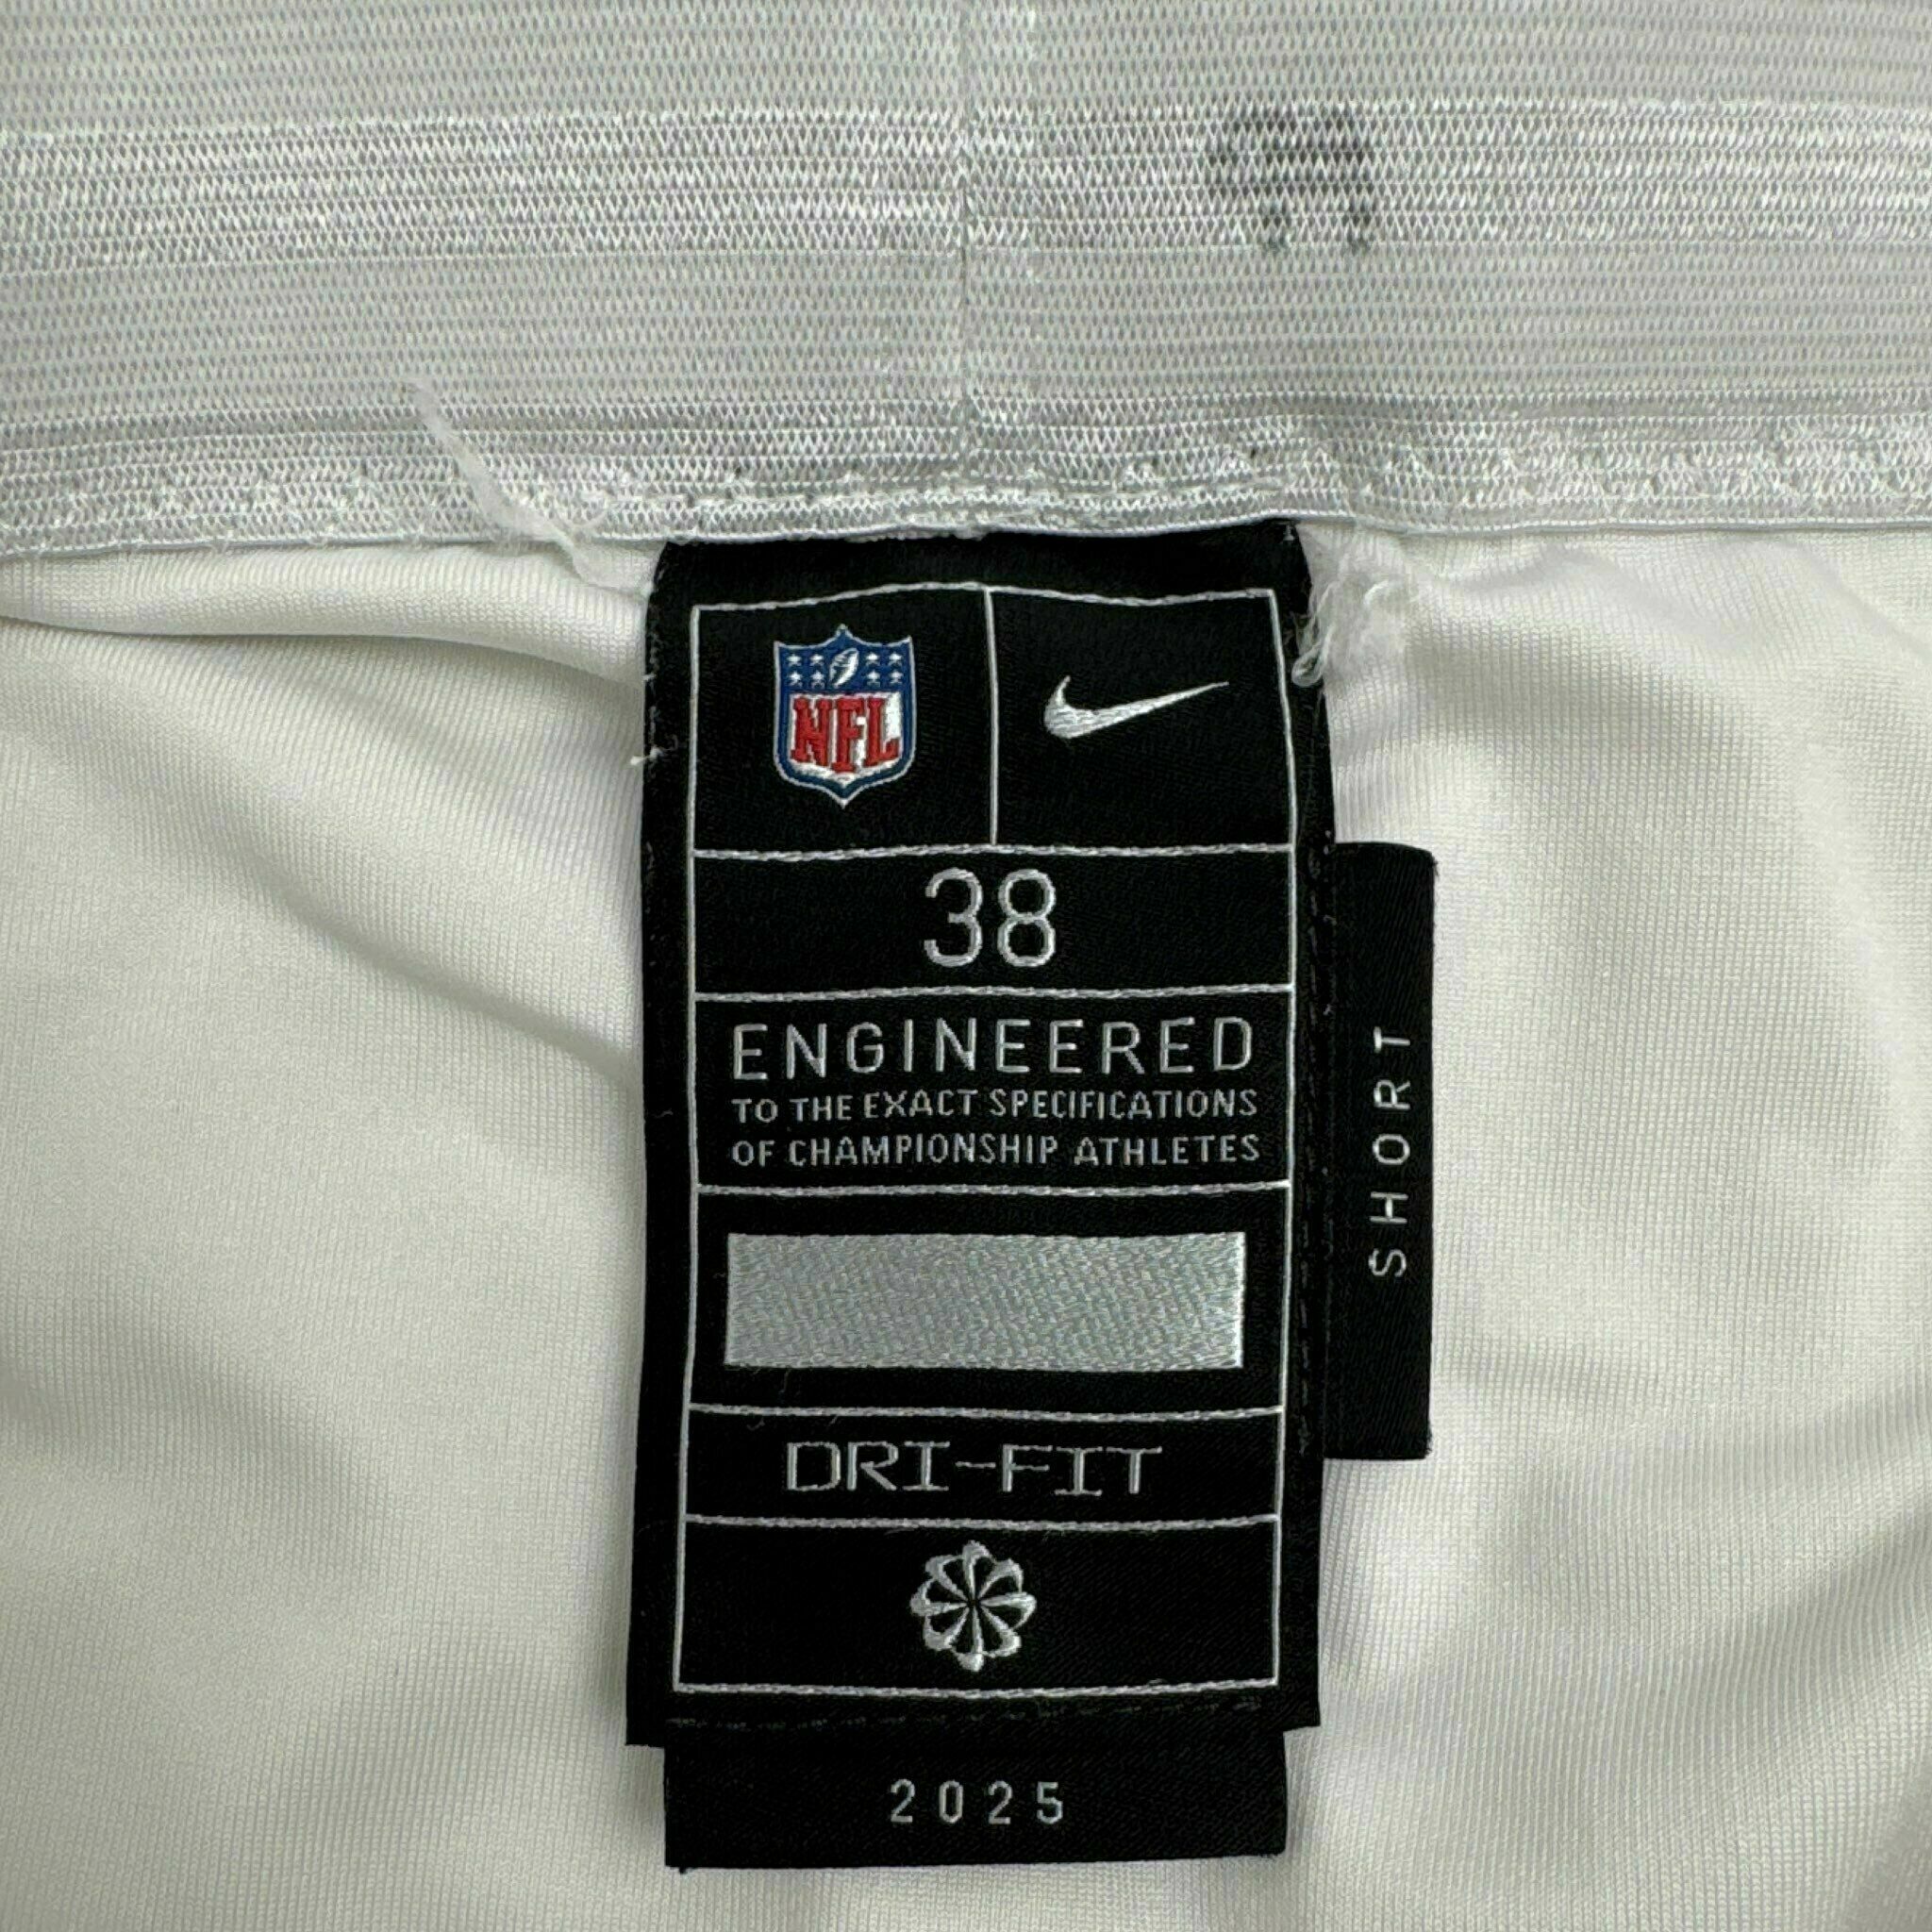 NFL
38
ENGINEERED
TO THE EXACT SPECIFICATIONS
OF CHAMPIONSHIP ATHLETES
SHORT
DRI-FIT
2025